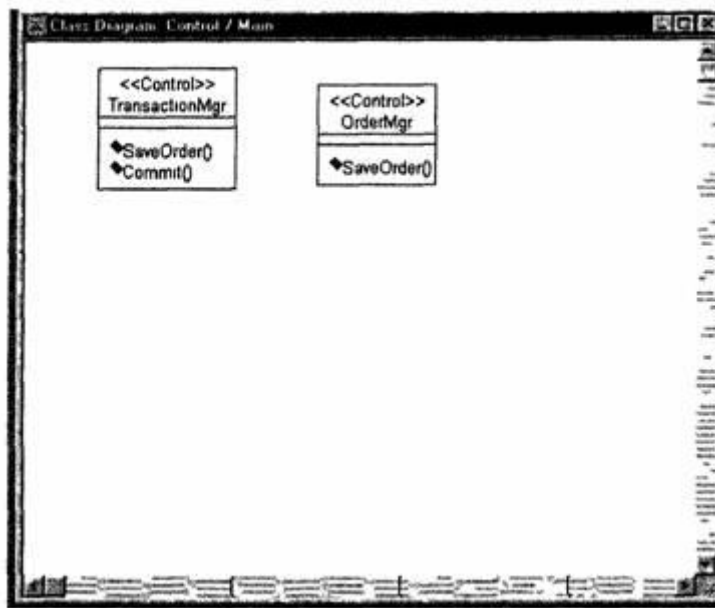 Class Diagram: Control / Main
<<Control>>
TransactionMgr
SaveOrder()
Commit()
<<Control>>
OrderMgr
SaveOrder()